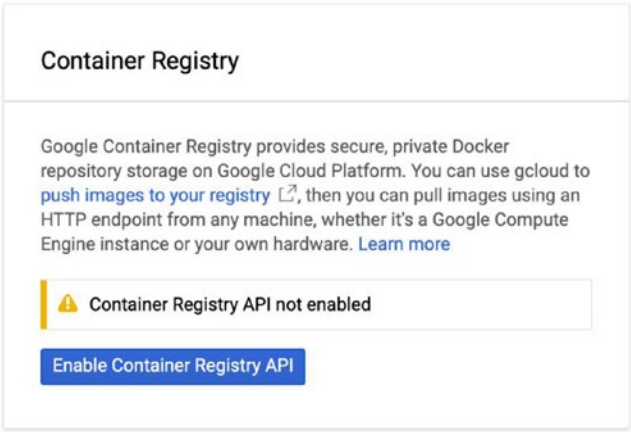 Container Registry
Google Container Registry provides secure, private Docker
repository storage on Google Cloud Platform. You can use gcloud to
push images to your registry, then you can pull images using an
HTTP endpoint from any machine, whether it's a Google Compute
Engine instance or your own hardware. Learn more
Container Registry API not enabled
Enable Container Registry API